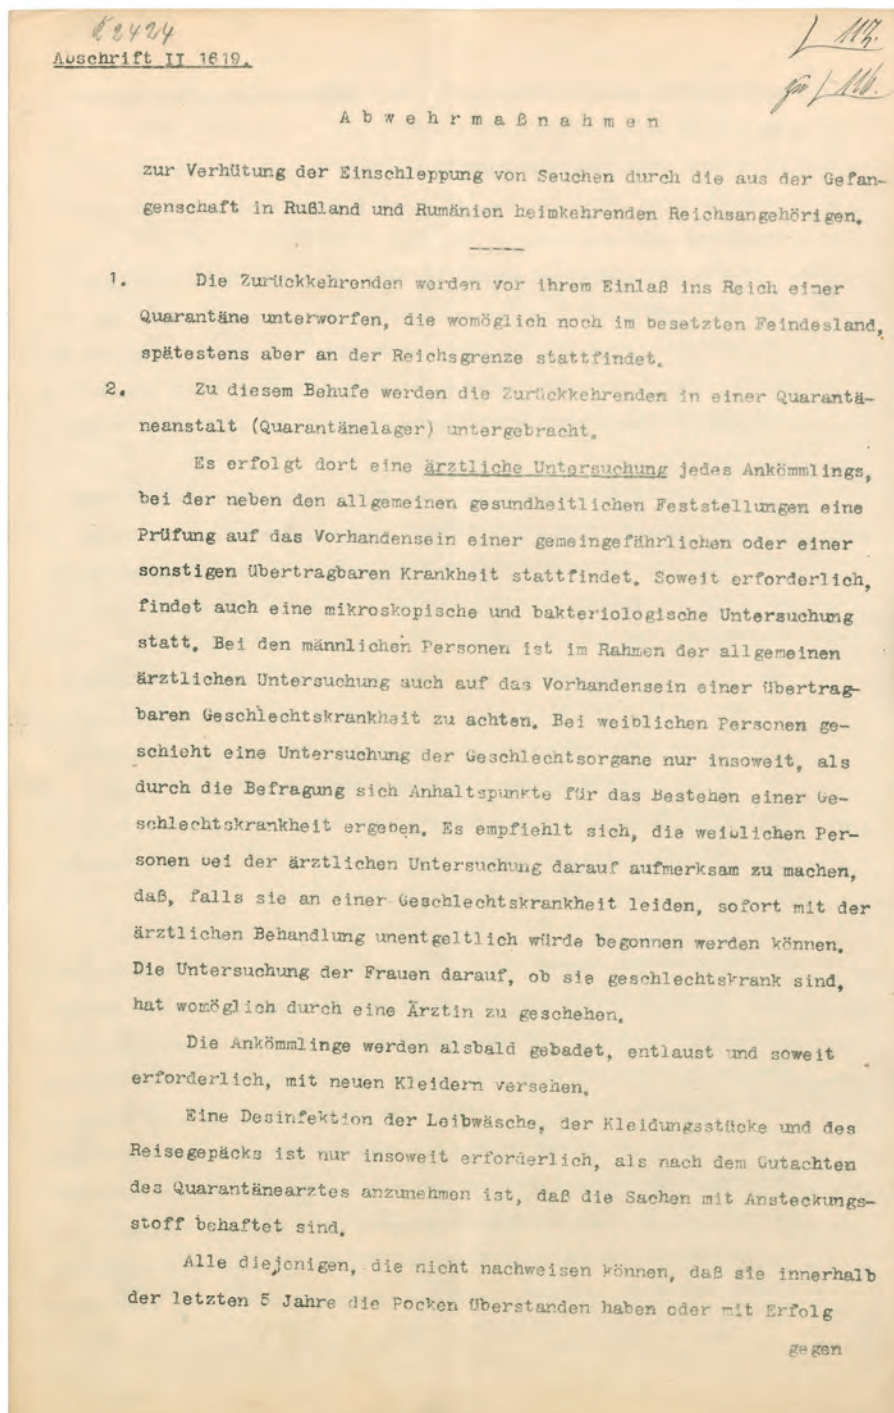 K 2424
Abschrift II 1619.
117.
zu 116.
Abwehrmaßnahmen
zur Verhütung der Einschleppung von Seuchen durch die aus der Gefan-
genschaft in Rußland und Rumänien heimkehrenden Reichsangehörigen.
1. Die Zurückkehrenden werden vor ihrem Einlaß ins Reich einer
Quarantäne unterworfen, die womöglich noch im besetzten Feindesland,
spätestens aber an der Reichsgrenze stattfindet.
2. Zu diesem Behufe werden die Zurückkehrenden in einer Quarantä-
neanstalt (Quarantänelager) untergebracht.
Es erfolgt dort eine ärztliche Untersuchung jedes Ankömmlings,
bei der neben den allgemeinen gesundheitlichen Feststellungen eine
Prüfung auf das Vorhandensein einer gemeingefährlichen oder einer
sonstigen übertragbaren Krankheit stattfindet. Soweit erforderlich,
findet auch eine mikroskopische und bakteriologische Untersuchung
statt. Bei den männlichen Personen ist im Rahmen der allgemeinen
ärztlichen Untersuchung auch auf das Vorhandensein einer übertrag-
baren Geschlechtskrankheit zu achten. Bei weiblichen Personen ge-
schieht eine Untersuchung der Geschlechtsorgane nur insoweit, als
durch die Befragung sich Anhaltspunkte für das Bestehen einer Ge-
schlechtskrankheit ergeben. Es empfiehlt sich, die weiblichen Per-
sonen bei der ärztlichen Untersuchung darauf aufmerksam zu machen,
daß, falls sie an einer Geschlechtskrankheit leiden, sofort mit der
ärztlichen Behandlung unentgeltlich würde begonnen werden können.
Die Untersuchung der Frauen darauf, ob sie geschlechtskrank sind,
hat womöglich durch eine Ärztin zu geschehen.
Die Ankömmlinge werden alsbald gebadet, entlaust und soweit
erforderlich, mit neuen Kleidern versehen.
Eine Desinfektion der Leibwäsche, der Kleidungsstücke und des
Reisegepäcks ist nur insoweit erforderlich, als nach dem Gutachten
des Quarantänearztes anzunehmen ist, daß die Sachen mit Ansteckungs-
stoff behaftet sind.
Alle diejenigen, die nicht nachweisen können, daß sie innerhalb
der letzten 5 Jahre die Pocken überstanden haben oder mit Erfolg
gegen